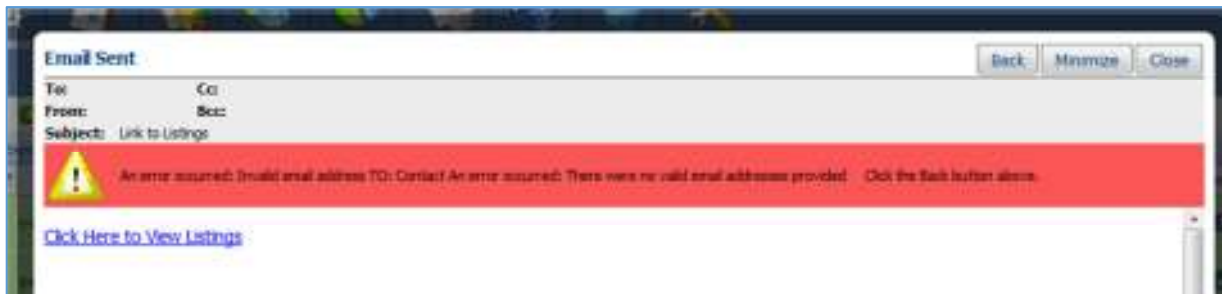 Email Sent
Back Minimize Close
To: Cc:
From: Bcc:
Subject: Link to Listings
An error occurred: Invalid email address TO: Contact An error occurred: There were no valid email addresses provided Click the Back button above.
Click Here to View Listings